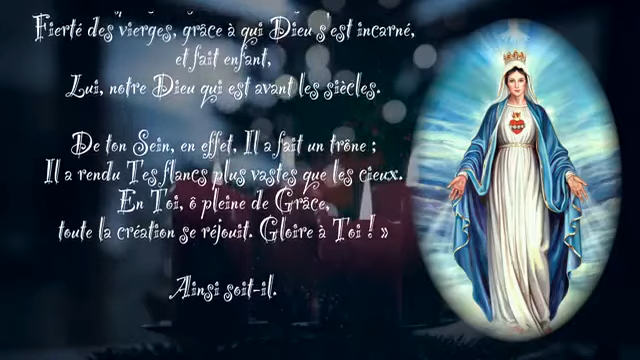 Fierté des vierges, grâce à qui Dieu s'est incarné,
et fait enfant,
Lui, notre Dieu qui est avant les siècles.
De ton Sein, en effet, Il a fait un trône ;
Il a rendu Tes flancs plus vastes que les cieux.
En Toi, ô pleine de Grâce,
toute la création se réjouit. Gloire à Toi ! »
Ainsi soit-il.